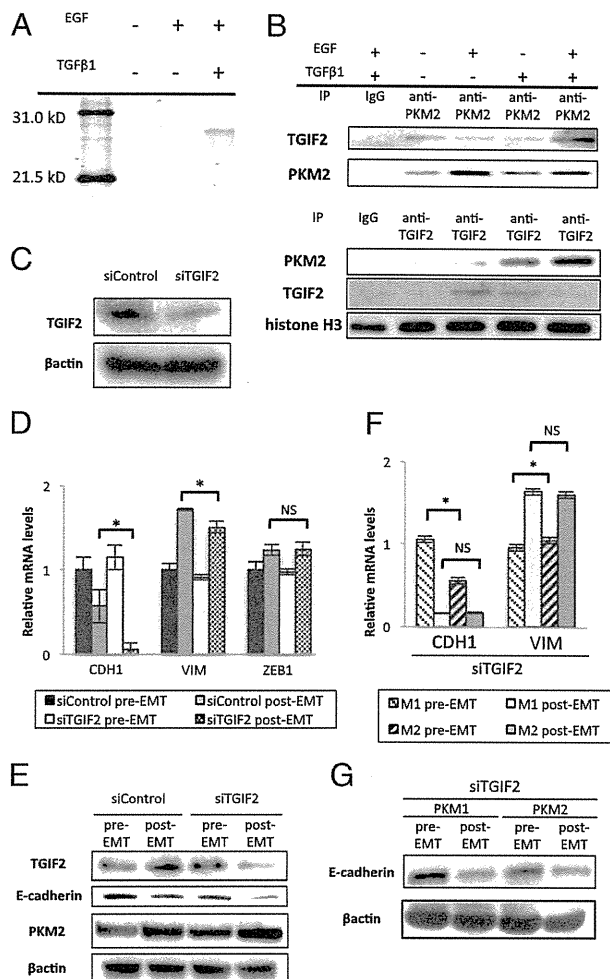 A
EGF - + +
TGFβ1 - - +
31.0 kD
21.5 kD
B
EGF + - + - +
TGFβ1 + - - + +
IP IgG anti-PKM2 anti-PKM2 anti-PKM2 anti-PKM2
TGIF2
PKM2
IP IgG anti-TGIF2 anti-TGIF2 anti-TGIF2 anti-TGIF2
PKM2
TGIF2
histone H3
C
siControl siTGIF2
TGIF2
βactin
D
Relative mRNA levels
2
1
0
* * NS
CDH1 VIM ZEB1
siControl pre-EMT siControl post-EMT
siTGIF2 pre-EMT siTGIF2 post-EMT
E
siControl siTGIF2
pre-EMT post-EMT pre-EMT post-EMT
TGIF2
E-cadherin
PKM2
βactin
F
Relative mRNA levels
2
1
0
* NS * NS
CDH1 VIM
siTGIF2
M1 pre-EMT M1 post-EMT
M2 pre-EMT M2 post-EMT
G
siTGIF2
PKM1 PKM2
pre-EMT post-EMT pre-EMT post-EMT
E-cadherin
βactin